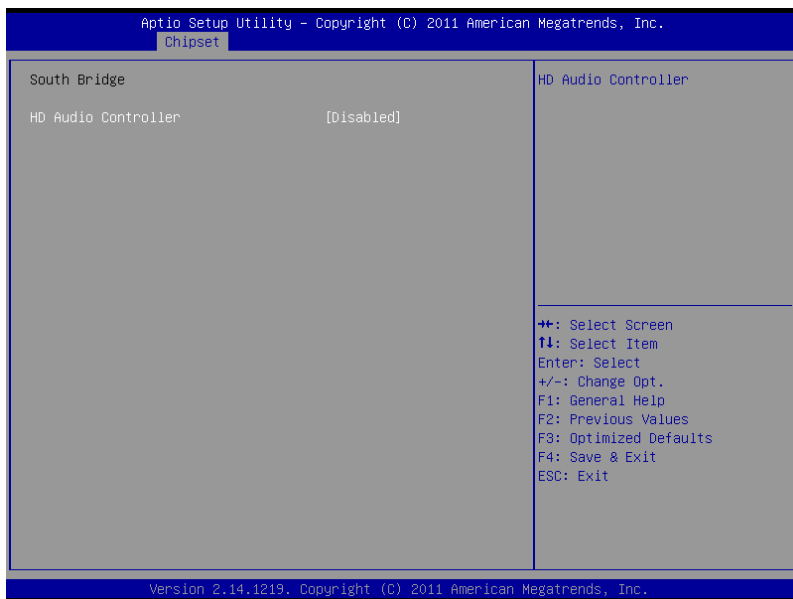 Aptio Setup Utility – Copyright (C) 2011 American Megatrends, Inc.
Chipset
South Bridge
HD Audio Controller [Disabled]
HD Audio Controller
→←: Select Screen
↑↓: Select Item
Enter: Select
+/-: Change Opt.
F1: General Help
F2: Previous Values
F3: Optimized Defaults
F4: Save & Exit
ESC: Exit
Version 2.14.1219. Copyright (C) 2011 American Megatrends, Inc.